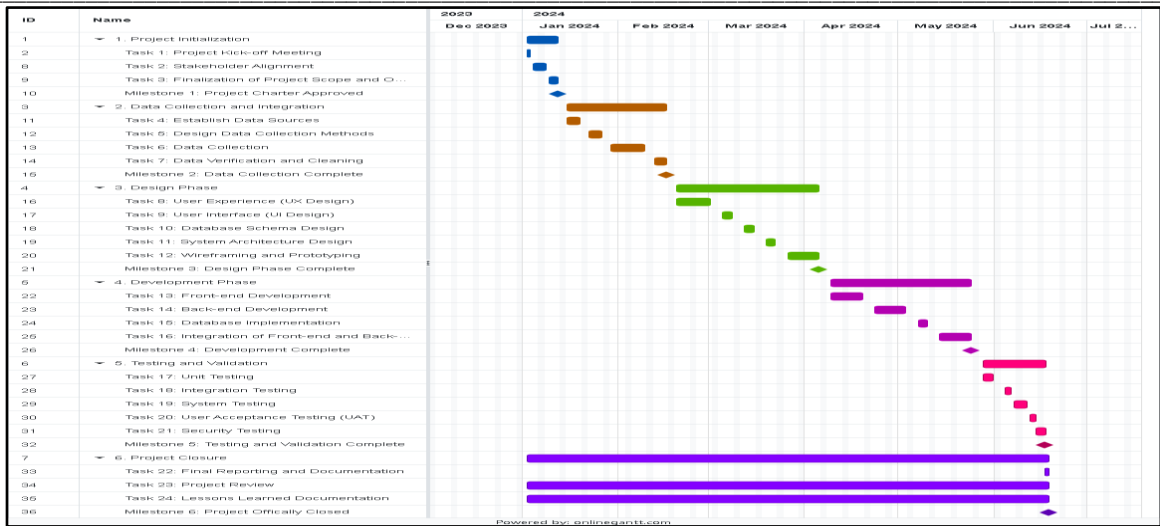 ID Name 2023 2024
Dec 2023 Jan 2024 Feb 2024 Mar 2024 Apr 2024 May 2024 Jun 2024 Jul 2...
1 1. Project Initialization
2 Task 1: Project Kick-off Meeting
8 Task 2: Stakeholder Alignment
9 Task 3: Finalization of Project Scope and O...
10 Milestone 1: Project Charter Approved
3 2. Data Collection and Integration
11 Task 4: Establish Data Sources
12 Task 5: Design Data Collection Methods
13 Task 6: Data Collection
14 Task 7: Data Verification and Cleaning
15 Milestone 2: Data Collection Complete
4 3. Design Phase
16 Task 8: User Experience (UX Design)
17 Task 9: User Interface (UI Design)
18 Task 10: Database Schema Design
19 Task 11: System Architecture Design
20 Task 12: Wireframing and Prototyping
21 Milestone 3: Design Phase Complete
5 4. Development Phase
22 Task 13: Front-end Development
23 Task 14: Back-end Development
24 Task 15: Database Implementation
25 Task 16: Integration of Front-end and Back-...
26 Milestone 4: Development Complete
6 5. Testing and Validation
27 Task 17: Unit Testing
28 Task 18: Integration Testing
29 Task 19: System Testing
30 Task 20: User Acceptance Testing (UAT)
31 Task 21: Security Testing
32 Milestone 5: Testing and Validation Complete
7 6. Project Closure
33 Task 22: Final Reporting and Documentation
34 Task 23: Project Review
35 Task 24: Lessons Learned Documentation
36 Milestone 6: Project Offically Closed
Powered by: onlinegantt.com